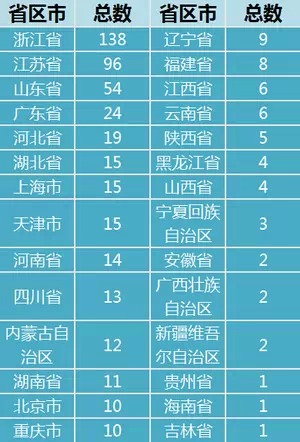 省区市 总数 省区市 总数
浙江省 138 辽宁省 9
江苏省 96 福建省 8
山东省 54 江西省 6
广东省 24 云南省 6
河北省 19 陕西省 5
湖北省 15 黑龙江省 4
上海市 15 山西省 4
天津市 15 宁夏回族
自治区 3
河南省 14 安徽省 2
四川省 13 广西壮族
自治区 2
内蒙古自
治区 12 新疆维吾
尔自治区 2
湖南省 11 贵州省 1
北京市 10 海南省 1
重庆市 10 吉林省 1